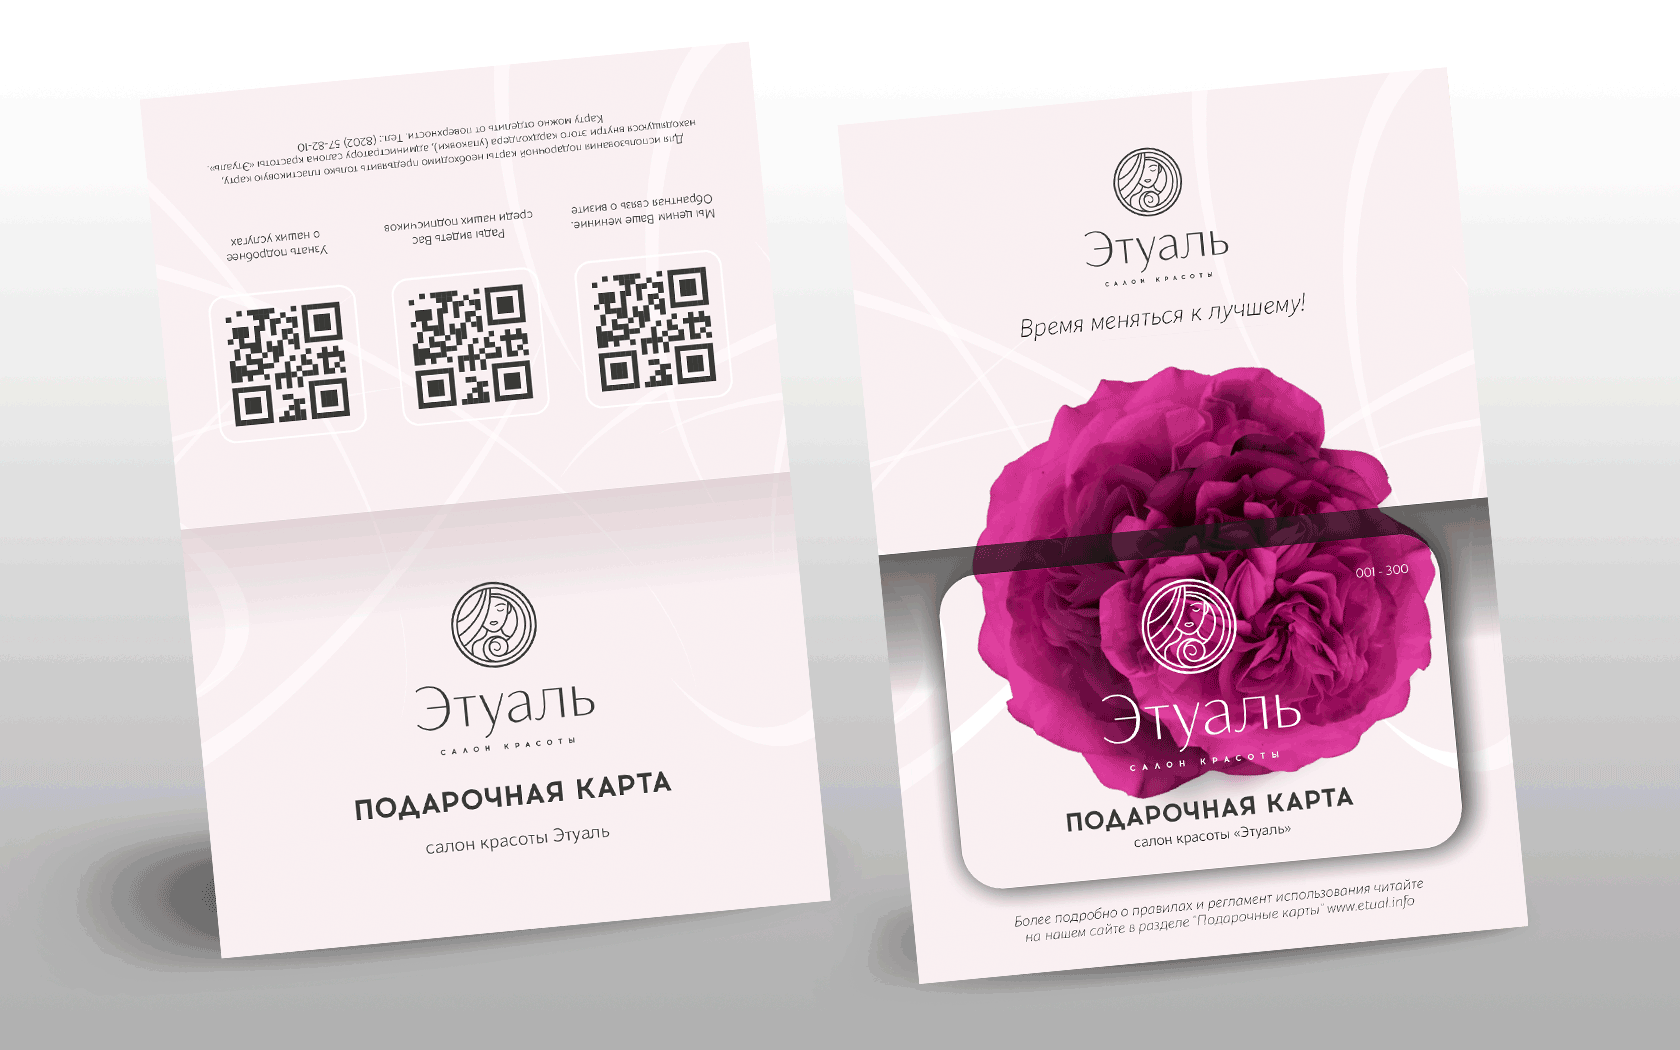 Для использования подарочной карты необходимо предъявить только пластиковую карту,
находящуюся внутри этого кардхолдера (упаковки), администратору салона красоты «Этуаль».
Карту можно отделить от поверхности. Тел.: (8202) 57-82-10
Узнать подробнее
о наших услугах
Рады видеть Вас
среди наших подписчиков
Мы ценим Ваше мнение.
Обратная связь о визите
Этуаль
САЛОН КРАСОТЫ
ПОДАРОЧНАЯ КАРТА
салон красоты Этуаль
Этуаль
САЛОН КРАСОТЫ
Время меняться к лучшему!
001 - 300
Этуаль
САЛОН КРАСОТЫ
ПОДАРОЧНАЯ КАРТА
салон красоты «Этуаль»
Более подробно о правилах и регламент использования читайте
на нашем сайте в разделе "Подарочные карты" www.etual.info